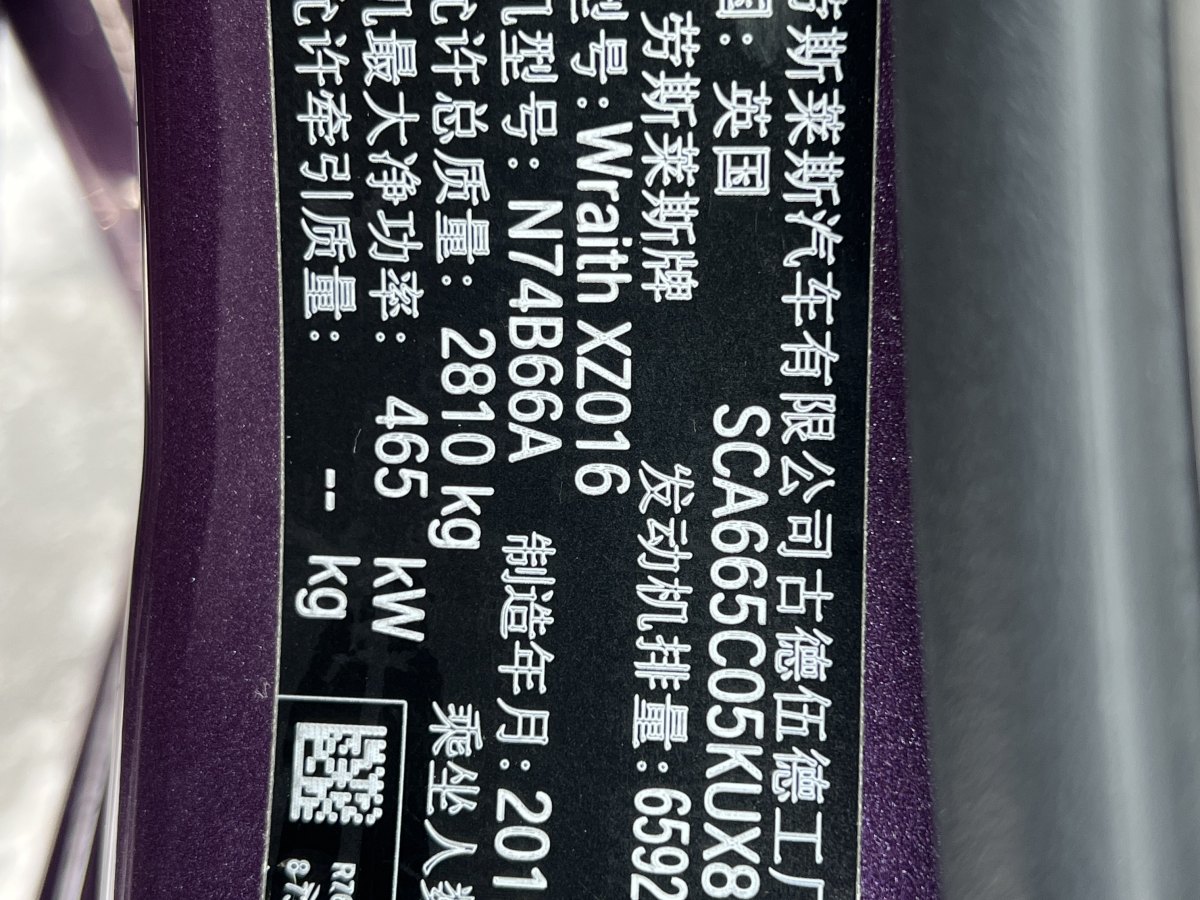 劳斯莱斯汽车有限公司古德伍德工厂
国: 英国 SCA665C05KUX8
劳斯莱斯牌 发动机排量: 6592
型号: Wraith XZ016
机型号: N74B66A 制造年月: 201
允许总质量: 2810 kg 乘坐人数
机最大净功率: 465 kW
允许牵引质量: -- kg